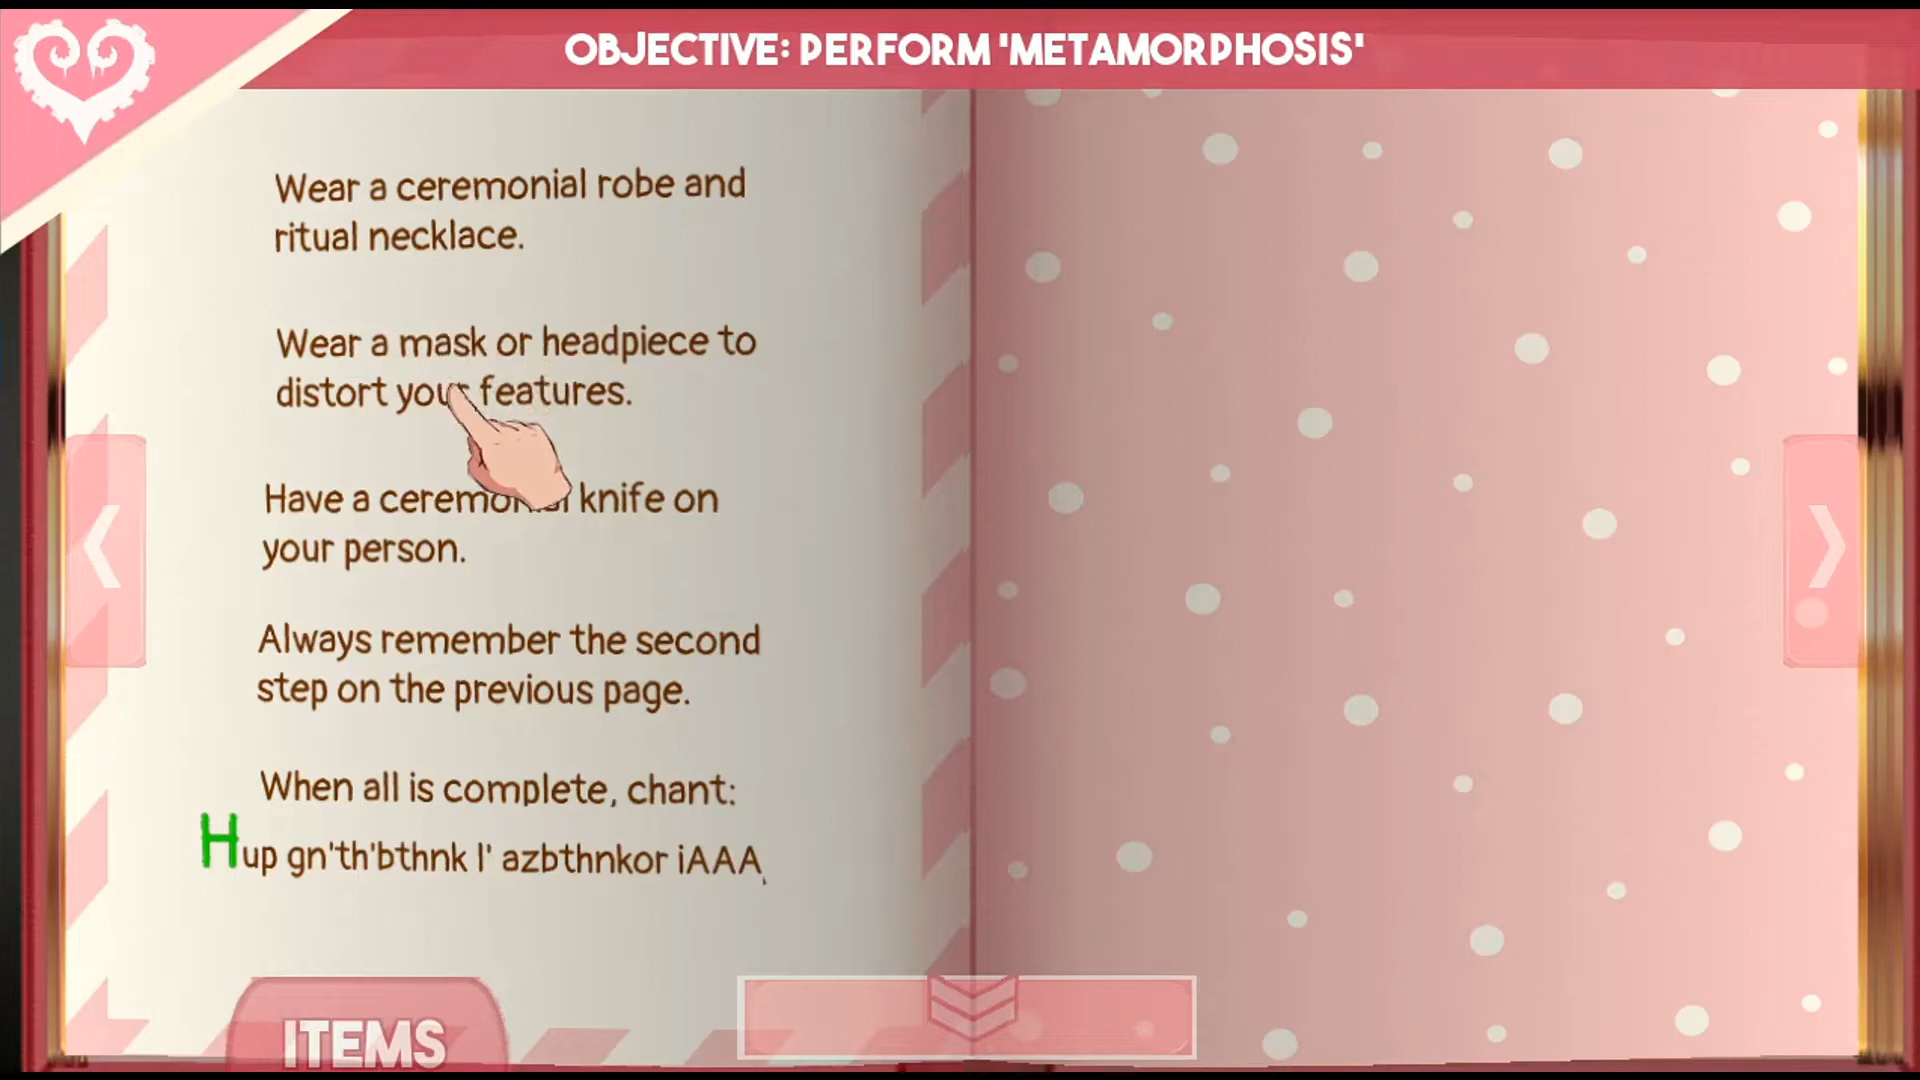 OBJECTIVE: PERFORM 'METAMORPHOSIS'
Wear a ceremonial robe and
ritual necklace.
Wear a mask or headpiece to
distort your features.
Have a ceremonial knife on
your person.
Always remember the second
step on the previous page.
When all is complete, chant:
Hup gn'th'bthnk l' azbthnkor iAAA,
ITEMS